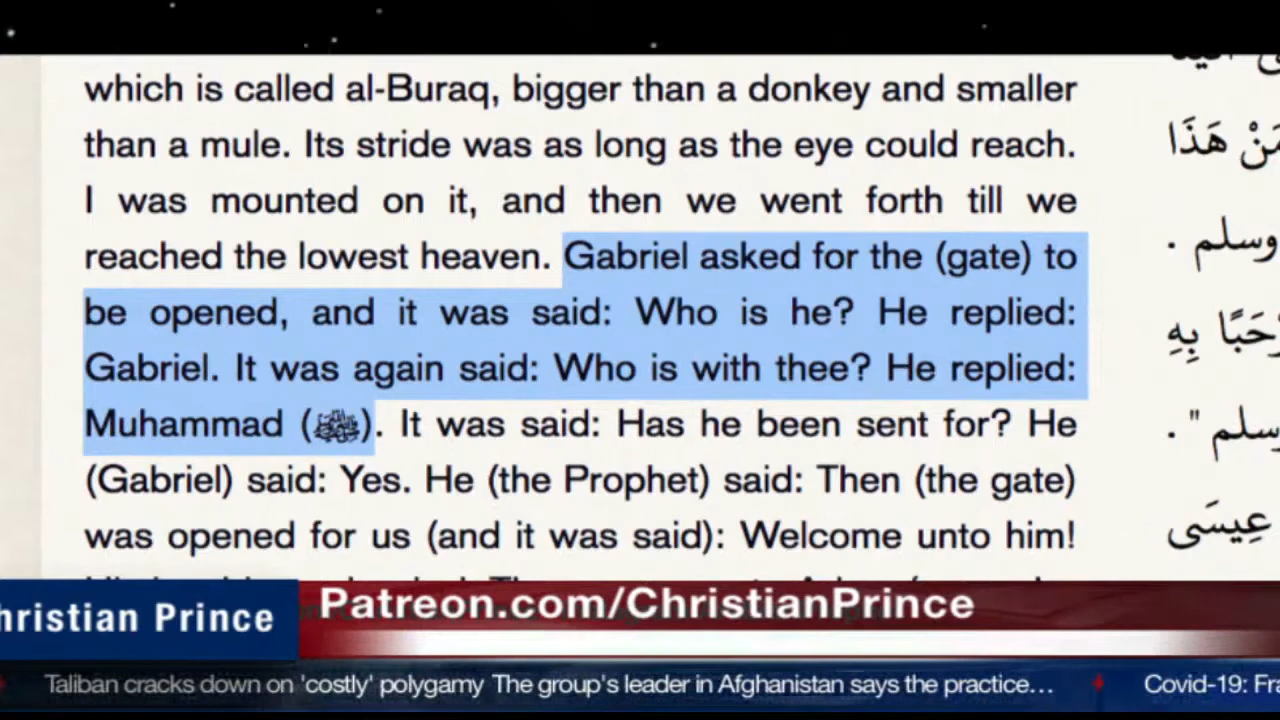 which is called al-Buraq, bigger than a donkey and smaller
than a mule. Its stride was as long as the eye could reach.
I was mounted on it, and then we went forth till we
reached the lowest heaven. Gabriel asked for the (gate) to
be opened, and it was said: Who is he? He replied:
Gabriel. It was again said: Who is with thee? He replied:
Muhammad (ﷺ). It was said: Has he been sent for? He
(Gabriel) said: Yes. He (the Prophet) said: Then (the gate)
was opened for us (and it was said): Welcome unto him!
مَنْ هَذَا
وسلم .
بِهِ
" .
عِيسَى
hristian Prince
Patreon.com/ChristianPrince
Taliban cracks down on 'costly' polygamy The group's leader in Afghanistan says the practice...
Covid-19: Fra